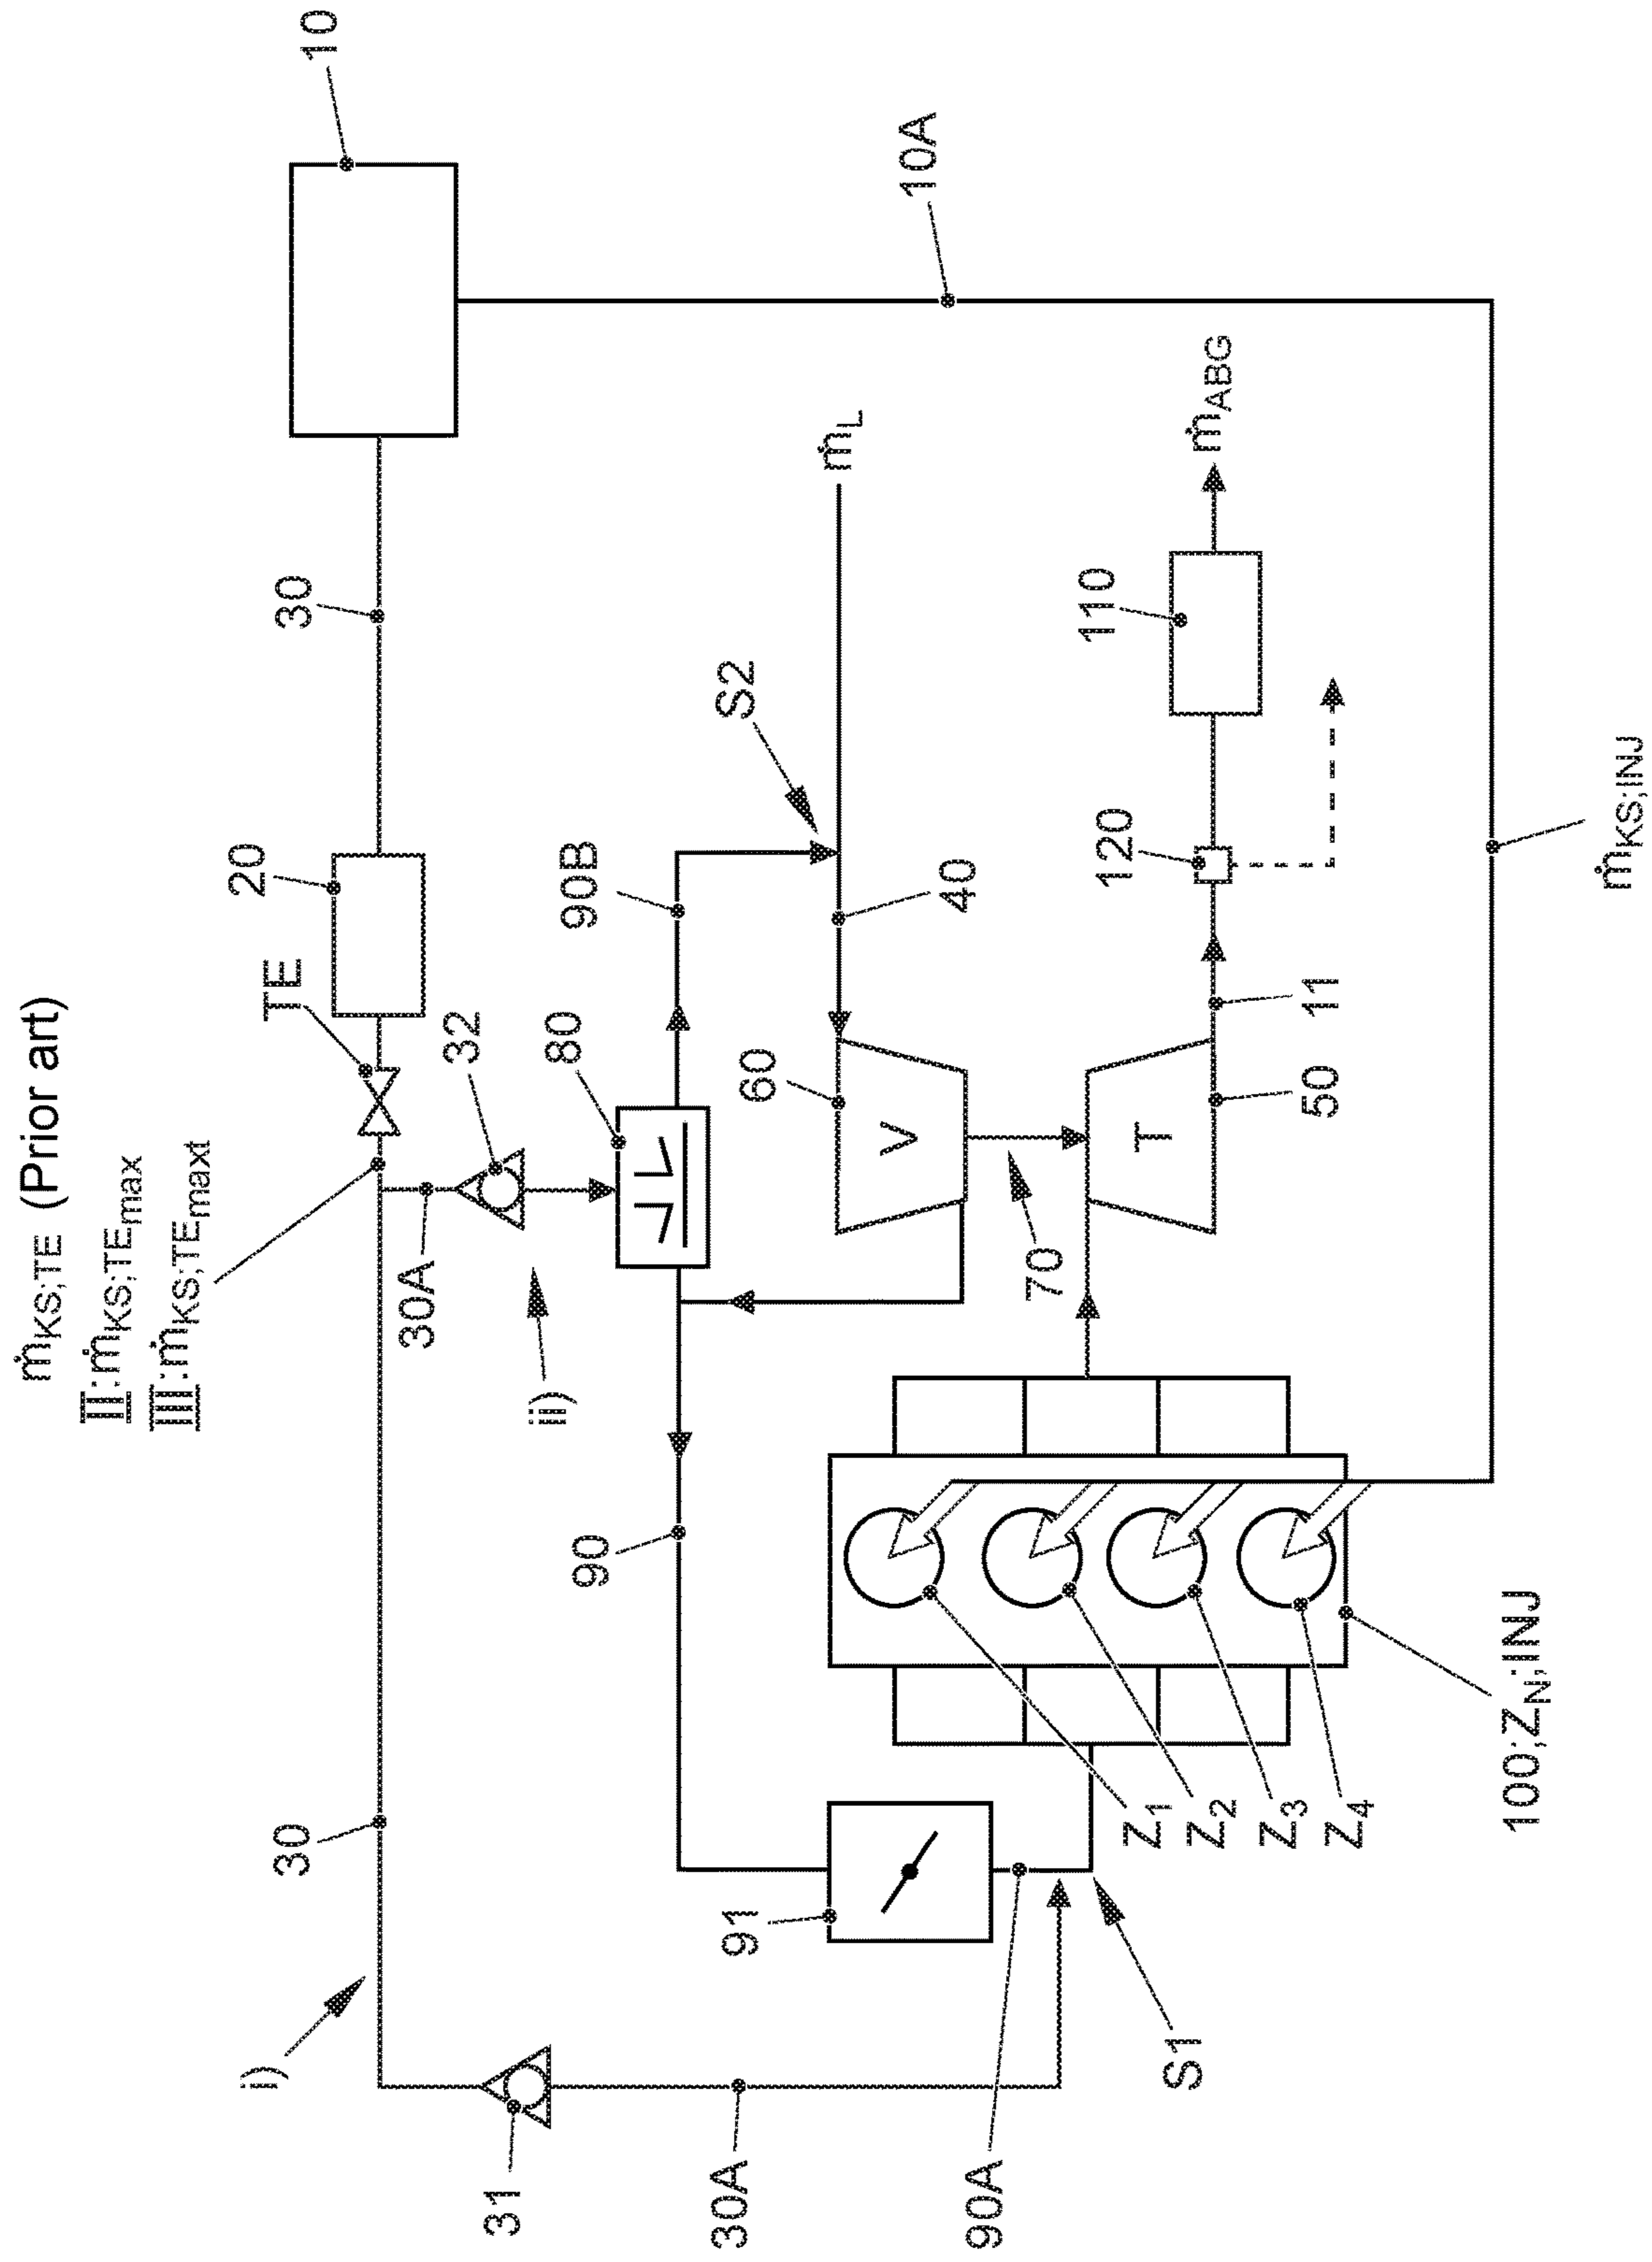 ṁKS;TE (Prior art)
II:ṁKS;TEmax
III:ṁKS;TEmaxt
i)
30
TE
20
30
10
31
30A
32
ii)
80
90B
S2
10A
30A
90
60
V
40
ṁL
91
70
T
50
11
120
110
ṁABG
90A
S1
Z1
Z2
Z3
Z4
100;ZN;INJ
ṁKS;INJ